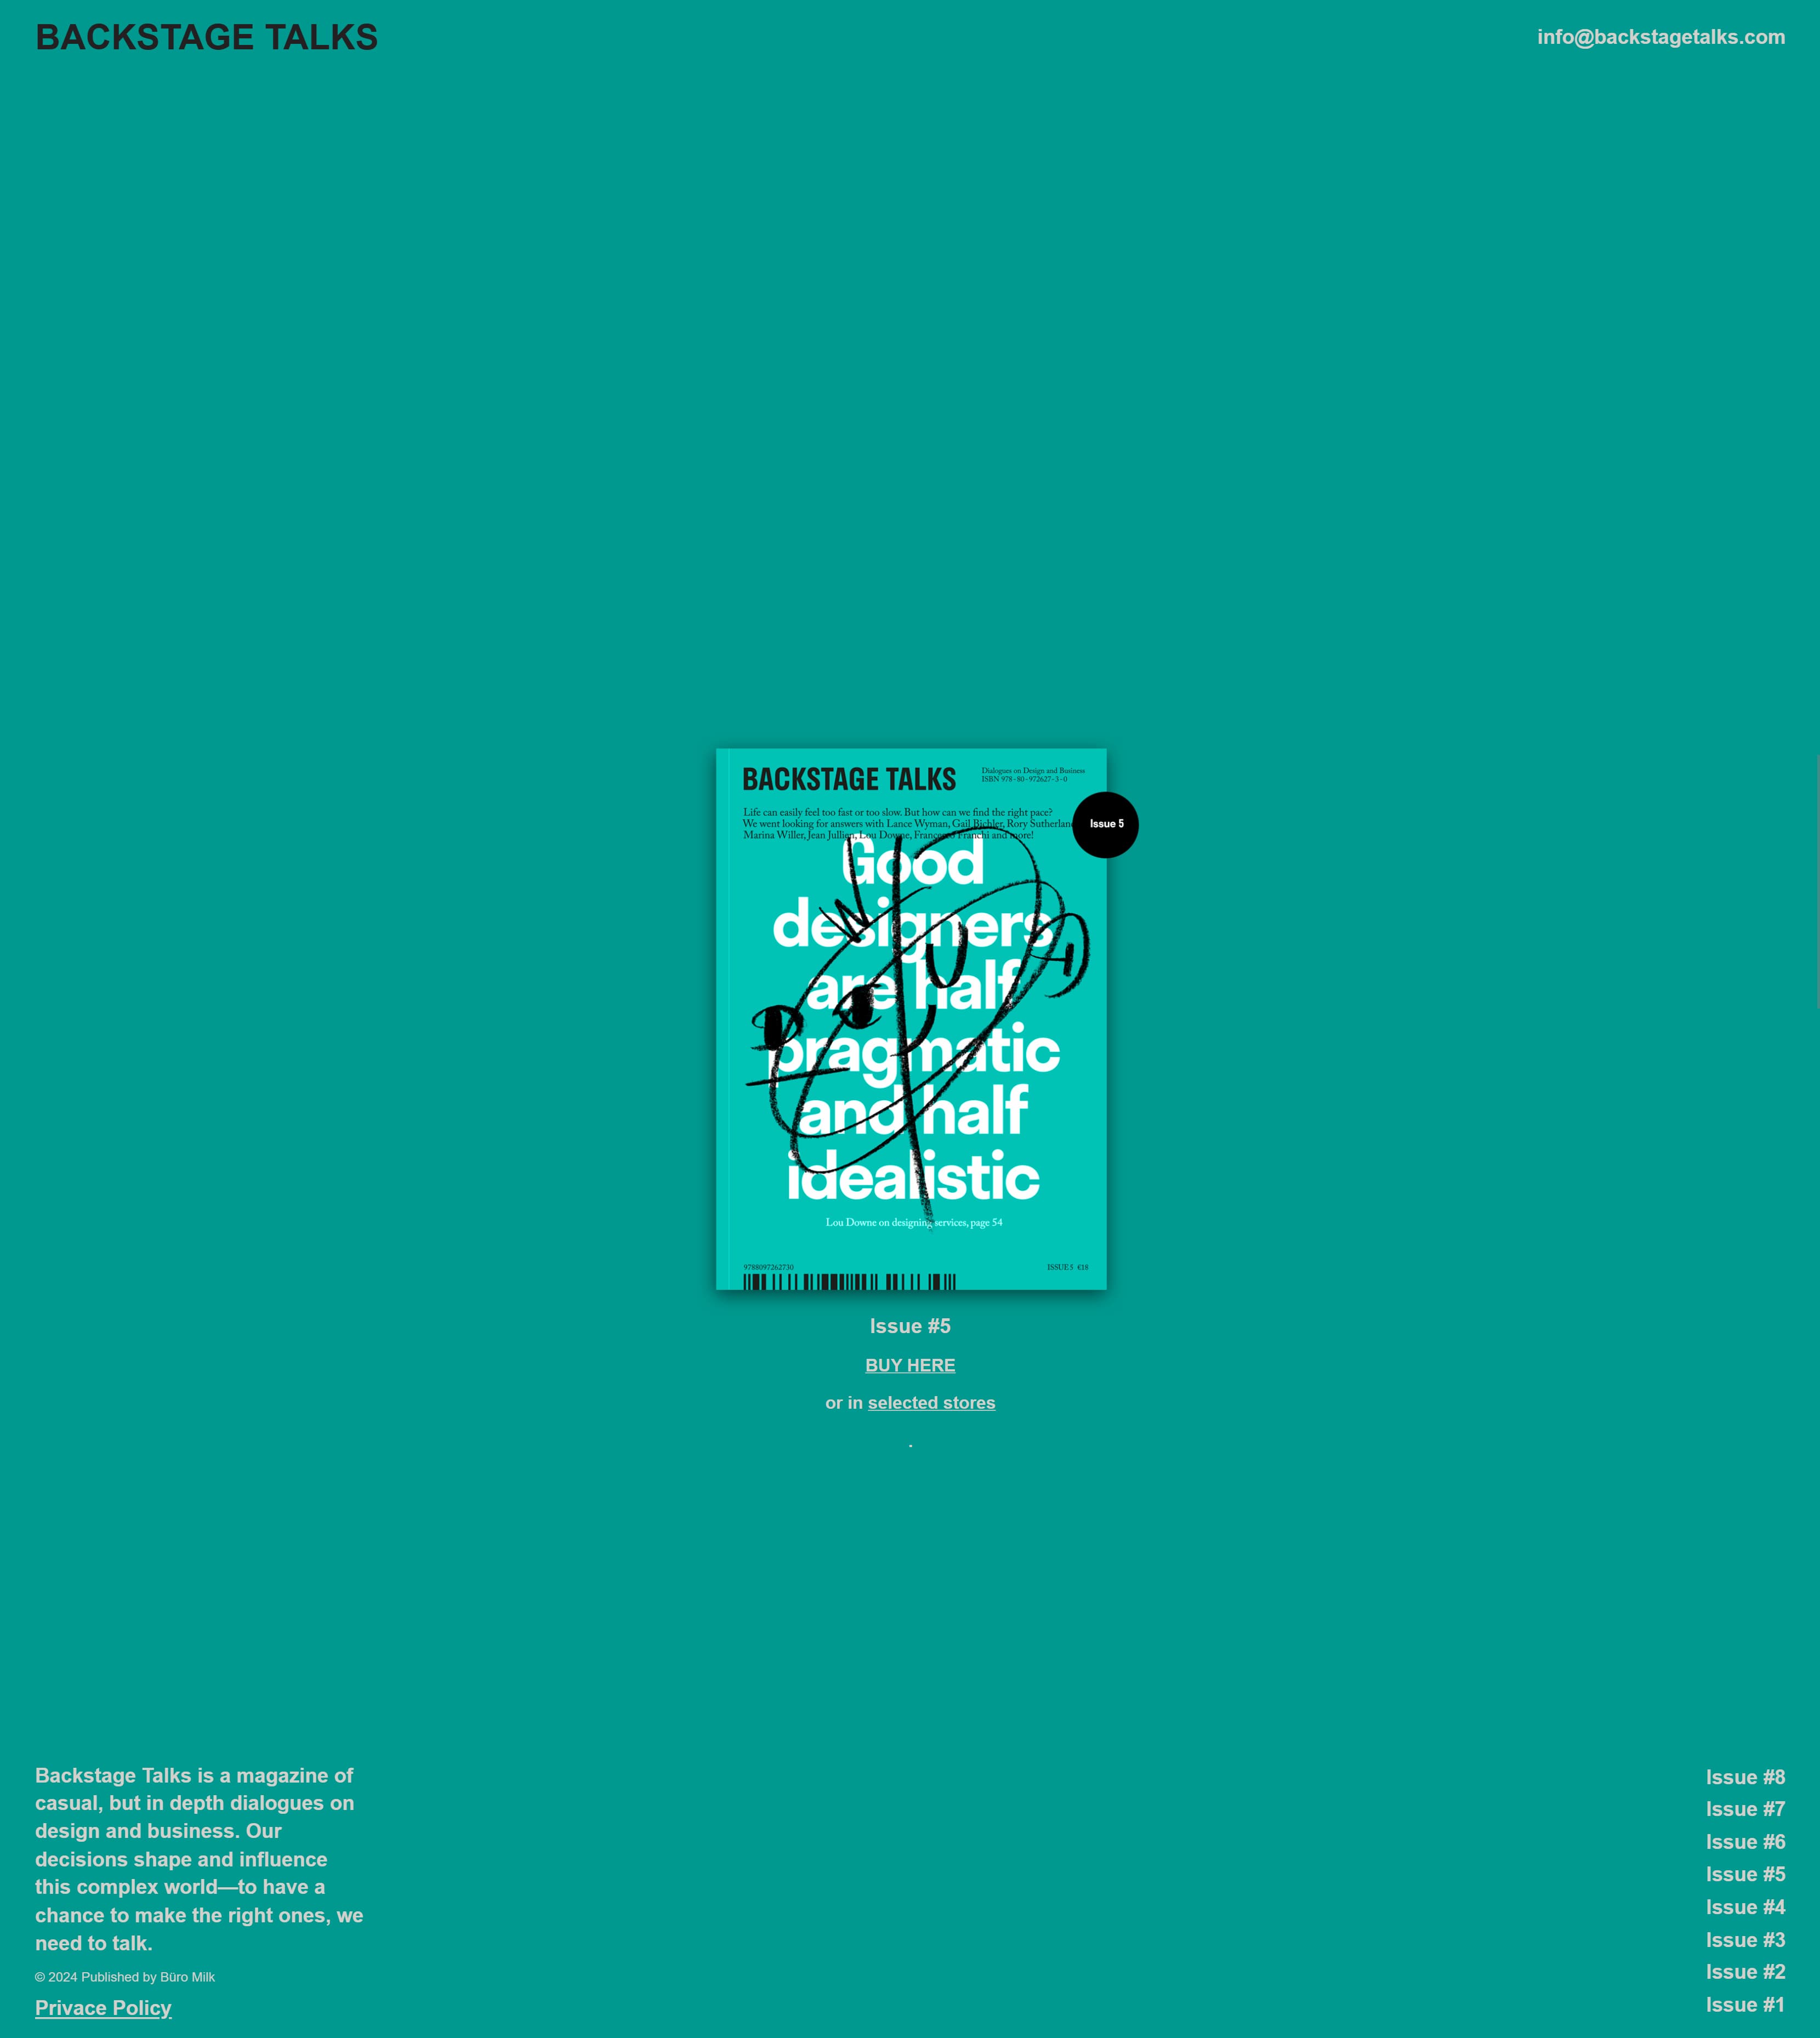 BACKSTAGE TALKS
info@backstagetalks.com
BACKSTAGE TALKS
Dialogues on Design and Business
ISBN 978-80-972627-3-0
Life can easily feel too fast or too slow. But how can we find the right pace?
We went looking for answers with Lance Wyman, Gail Bichler, Rory Sutherland
Marina Willer, Jean Jullien, Lou Downe, Francesco Franchi and more!
Issue 5
Good
designers
are half
pragmatic
and half
idealistic
Lou Downe on designing services, page 54
9788097262730
ISSUE 5 €18
Issue #5
BUY HERE
or in selected stores
.
Backstage Talks is a magazine of
casual, but in depth dialogues on
design and business. Our
decisions shape and influence
this complex world—to have a
chance to make the right ones, we
need to talk.
© 2024 Published by Büro Milk
Privace Policy
Issue #8
Issue #7
Issue #6
Issue #5
Issue #4
Issue #3
Issue #2
Issue #1